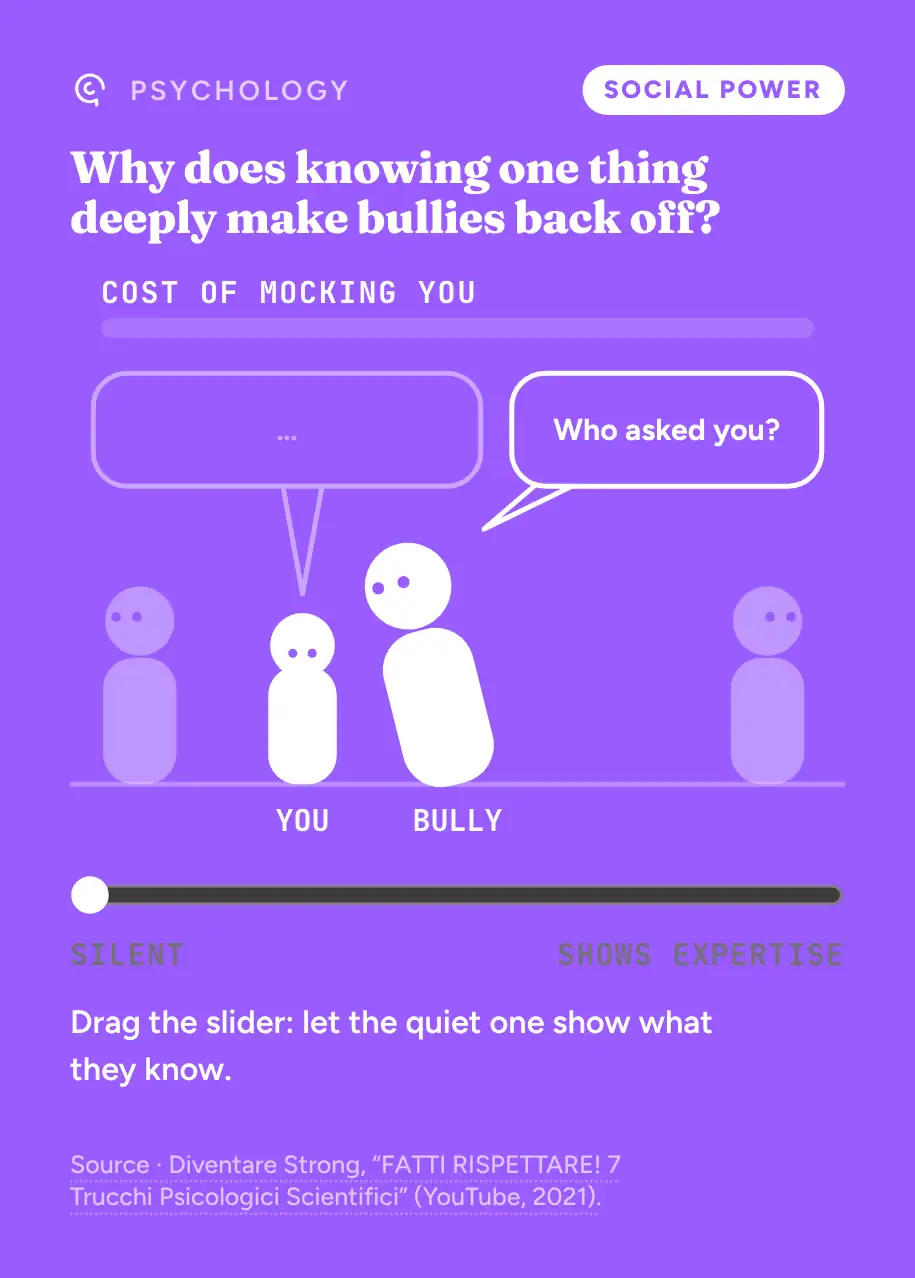 PSYCHOLOGY
SOCIAL POWER
Why does knowing one thing
deeply make bullies back off?
COST OF MOCKING YOU
...
Who asked you?
YOU
BULLY
SILENT
SHOWS EXPERTISE
Drag the slider: let the quiet one show what
they know.
Source · Diventare Strong, “FATTI RISPETTARE! 7
Trucchi Psicologici Scientifici” (YouTube, 2021).